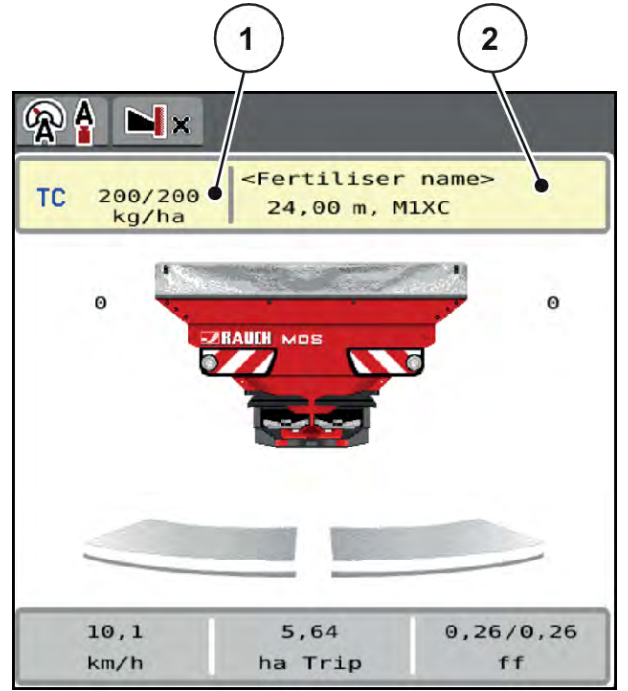 1
2
A
A
x
TC
200/200
kg/ha
<Fertiliser name>
24,00 m, M1XC
0
0
RAUCH MDS
10,1
km/h
5,64
ha Trip
0,26/0,26
ff